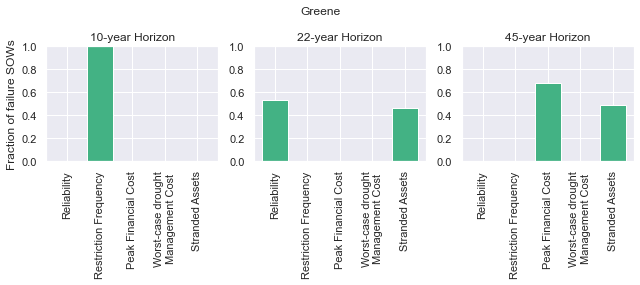 Greene
10-year Horizon
22-year Horizon
45-year Horizon
Fraction of failure SOWs
1.0
0.8
0.6
0.4
0.2
0.0
Reliability
Restriction Frequency
Peak Financial Cost
Worst-case drought
Management Cost
Stranded Assets
1.0
0.8
0.6
0.4
0.2
0.0
Reliability
Restriction Frequency
Peak Financial Cost
Worst-case drought
Management Cost
Stranded Assets
1.0
0.8
0.6
0.4
0.2
0.0
Reliability
Restriction Frequency
Peak Financial Cost
Worst-case drought
Management Cost
Stranded Assets